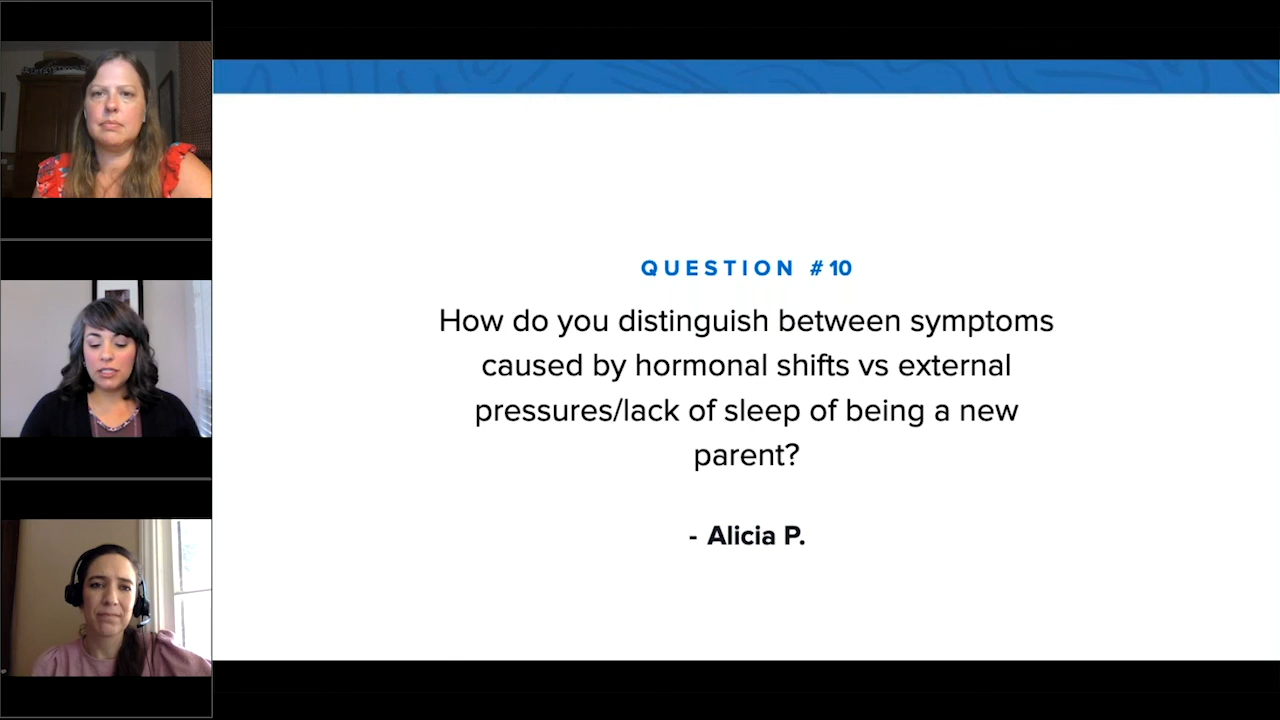 QUESTION #10
How do you distinguish between symptoms
caused by hormonal shifts vs external
pressures/lack of sleep of being a new
parent?
- Alicia P.